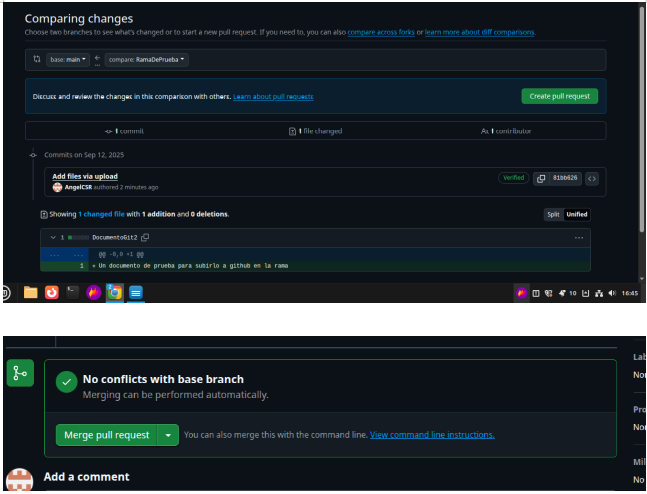 Comparing changes
Choose two branches to see what's changed or to start a new pull request. If you need to, you can also compare across forks or learn more about diff comparisons.
base: main
compare: RamaDePrueba
Discuss and review the changes in this comparison with others. Learn about pull requests
Create pull request
1 commit
1 file changed
1 contributor
Commits on Sep 12, 2025
Add files via upload
AngelCSR authored 2 minutes ago
Verified
81bb626
Showing 1 changed file with 1 addition and 0 deletions.
Split Unified
1
DocumentoGit2
@@ -0,0 +1 @@
1 + Un documento de prueba para subirlo a github en la rama
10
16:45
No conflicts with base branch
Merging can be performed automatically.
Merge pull request
You can also merge this with the command line. View command line instructions.
Add a comment
Lab
Pro
Mil
No